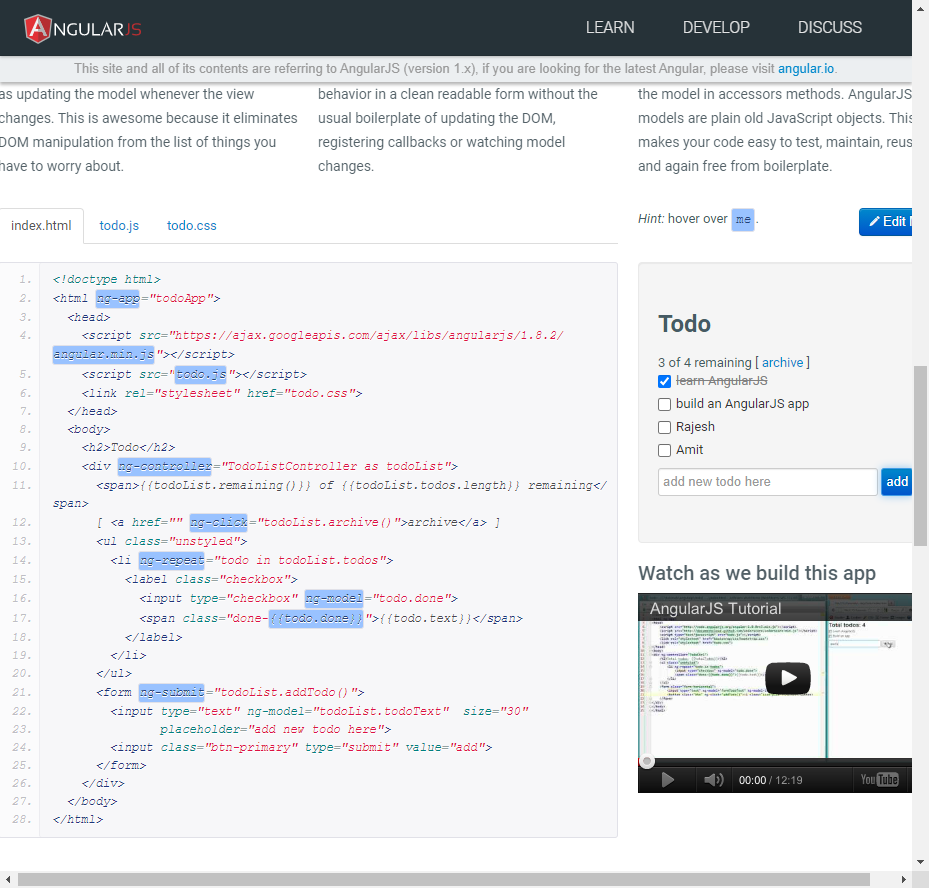 ANGULARJS
LEARN DEVELOP DISCUSS
This site and all of its contents are referring to AngularJS (version 1.x), if you are looking for the latest Angular, please visit angular.io.
as updating the model whenever the view
changes. This is awesome because it eliminates
DOM manipulation from the list of things you
have to worry about.
behavior in a clean readable form without the
usual boilerplate of updating the DOM,
registering callbacks or watching model
changes.
the model in accessors methods. AngularJS
models are plain old JavaScript objects. This
makes your code easy to test, maintain, reus
and again free from boilerplate.
index.html todo.js todo.css
1. <!doctype html>
2. <html ng-app="todoApp">
3. <head>
4. <script src="https://ajax.googleapis.com/ajax/libs/angularjs/1.8.2/
angular.min.js"></script>
5. <script src="todo.js"></script>
6. <link rel="stylesheet" href="todo.css">
7. </head>
8. <body>
9. <h2>Todo</h2>
10. <div ng-controller="TodoListController as todoList">
11. <span>{{todoList.remaining()}} of {{todoList.todos.length}} remaining</
span>
12. [ <a href="" ng-click="todoList.archive()">archive</a> ]
13. <ul class="unstyled">
14. <li ng-repeat="todo in todoList.todos">
15. <label class="checkbox">
16. <input type="checkbox" ng-model="todo.done">
17. <span class="done-{{todo.done}}">{{todo.text}}</span>
18. </label>
19. </li>
20. </ul>
21. <form ng-submit="todoList.addTodo()">
22. <input type="text" ng-model="todoList.todoText" size="30"
23. placeholder="add new todo here">
24. <input class="btn-primary" type="submit" value="add">
25. </form>
26. </div>
27. </body>
28. </html>
Hint: hover over me .
Edit
Todo
3 of 4 remaining [ archive ]
learn AngularJS
build an AngularJS app
Rajesh
Amit
add new todo here add
Watch as we build this app
AngularJS Tutorial
Total todos: 4
00:00 / 12:19 YouTube